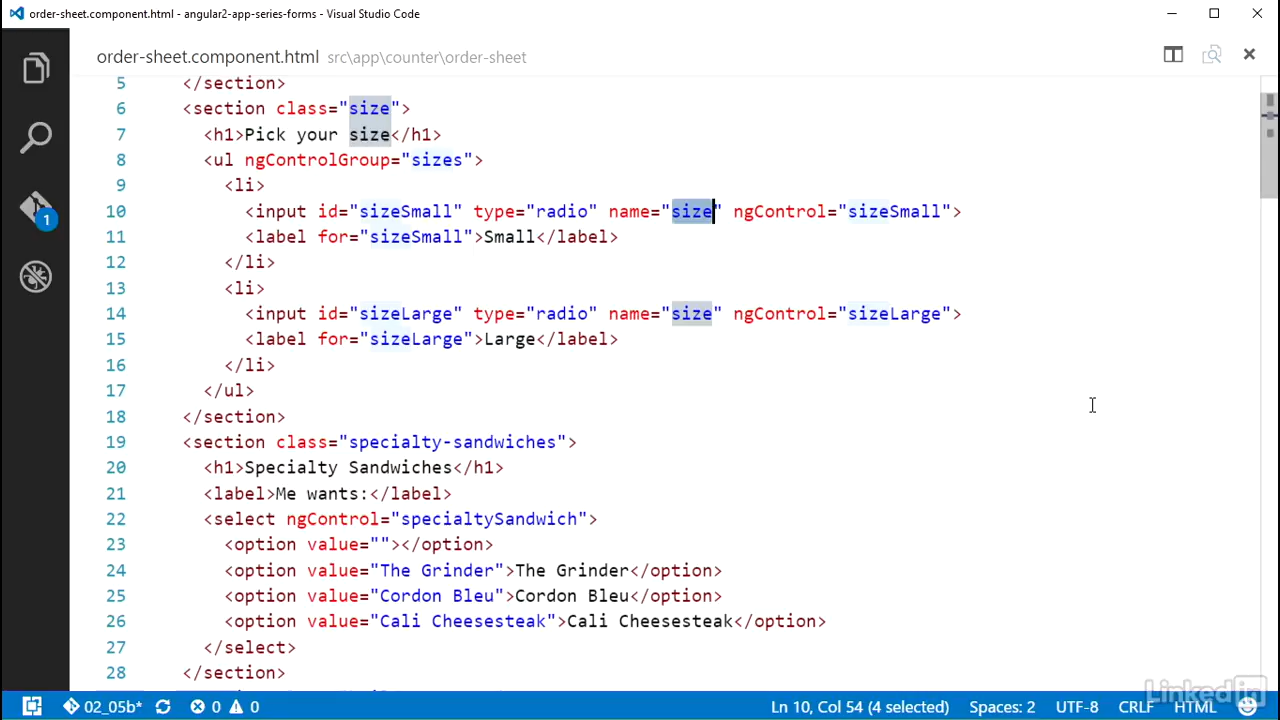 order-sheet.component.html - angular2-app-series-forms - Visual Studio Code
order-sheet.component.html src\app\counter\order-sheet
5 </section>
6 <section class="size">
7 <h1>Pick your size</h1>
8 <ul ngControlGroup="sizes">
9 <li>
10 <input id="sizeSmall" type="radio" name="size" ngControl="sizeSmall">
11 <label for="sizeSmall">Small</label>
12 </li>
13 <li>
14 <input id="sizeLarge" type="radio" name="size" ngControl="sizeLarge">
15 <label for="sizeLarge">Large</label>
16 </li>
17 </ul>
18 </section>
19 <section class="specialty-sandwiches">
20 <h1>Specialty Sandwiches</h1>
21 <label>Me wants:</label>
22 <select ngControl="specialtySandwich">
23 <option value=""></option>
24 <option value="The Grinder">The Grinder</option>
25 <option value="Cordon Bleu">Cordon Bleu</option>
26 <option value="Cali Cheesesteak">Cali Cheesesteak</option>
27 </select>
28 </section>
1
LinkedIn
02_05b* 0 0 Ln 10, Col 54 (4 selected) Spaces: 2 UTF-8 CRLF HTML